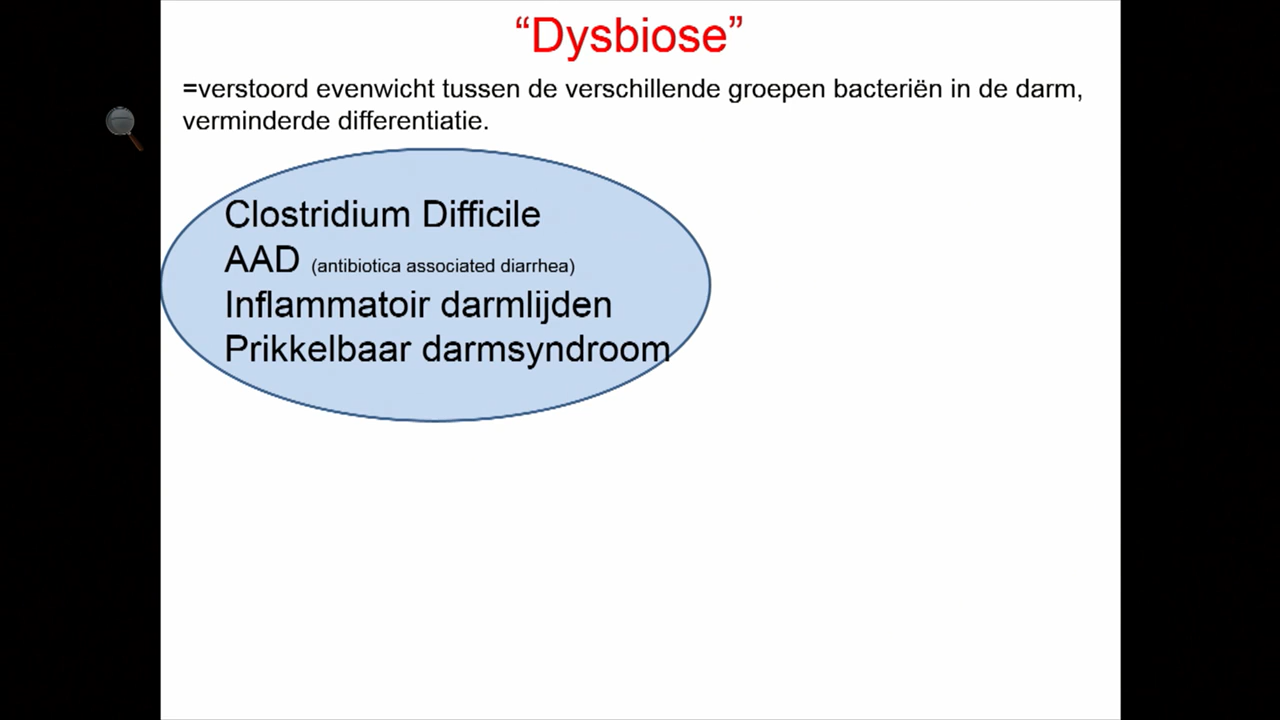 “Dysbiose”
=verstoord evenwicht tussen de verschillende groepen bacteriën in de darm,
verminderde differentiatie.
Clostridium Difficile
AAD (antibiotica associated diarrhea)
Inflammatoir darmlijden
Prikkelbaar darmsyndroom